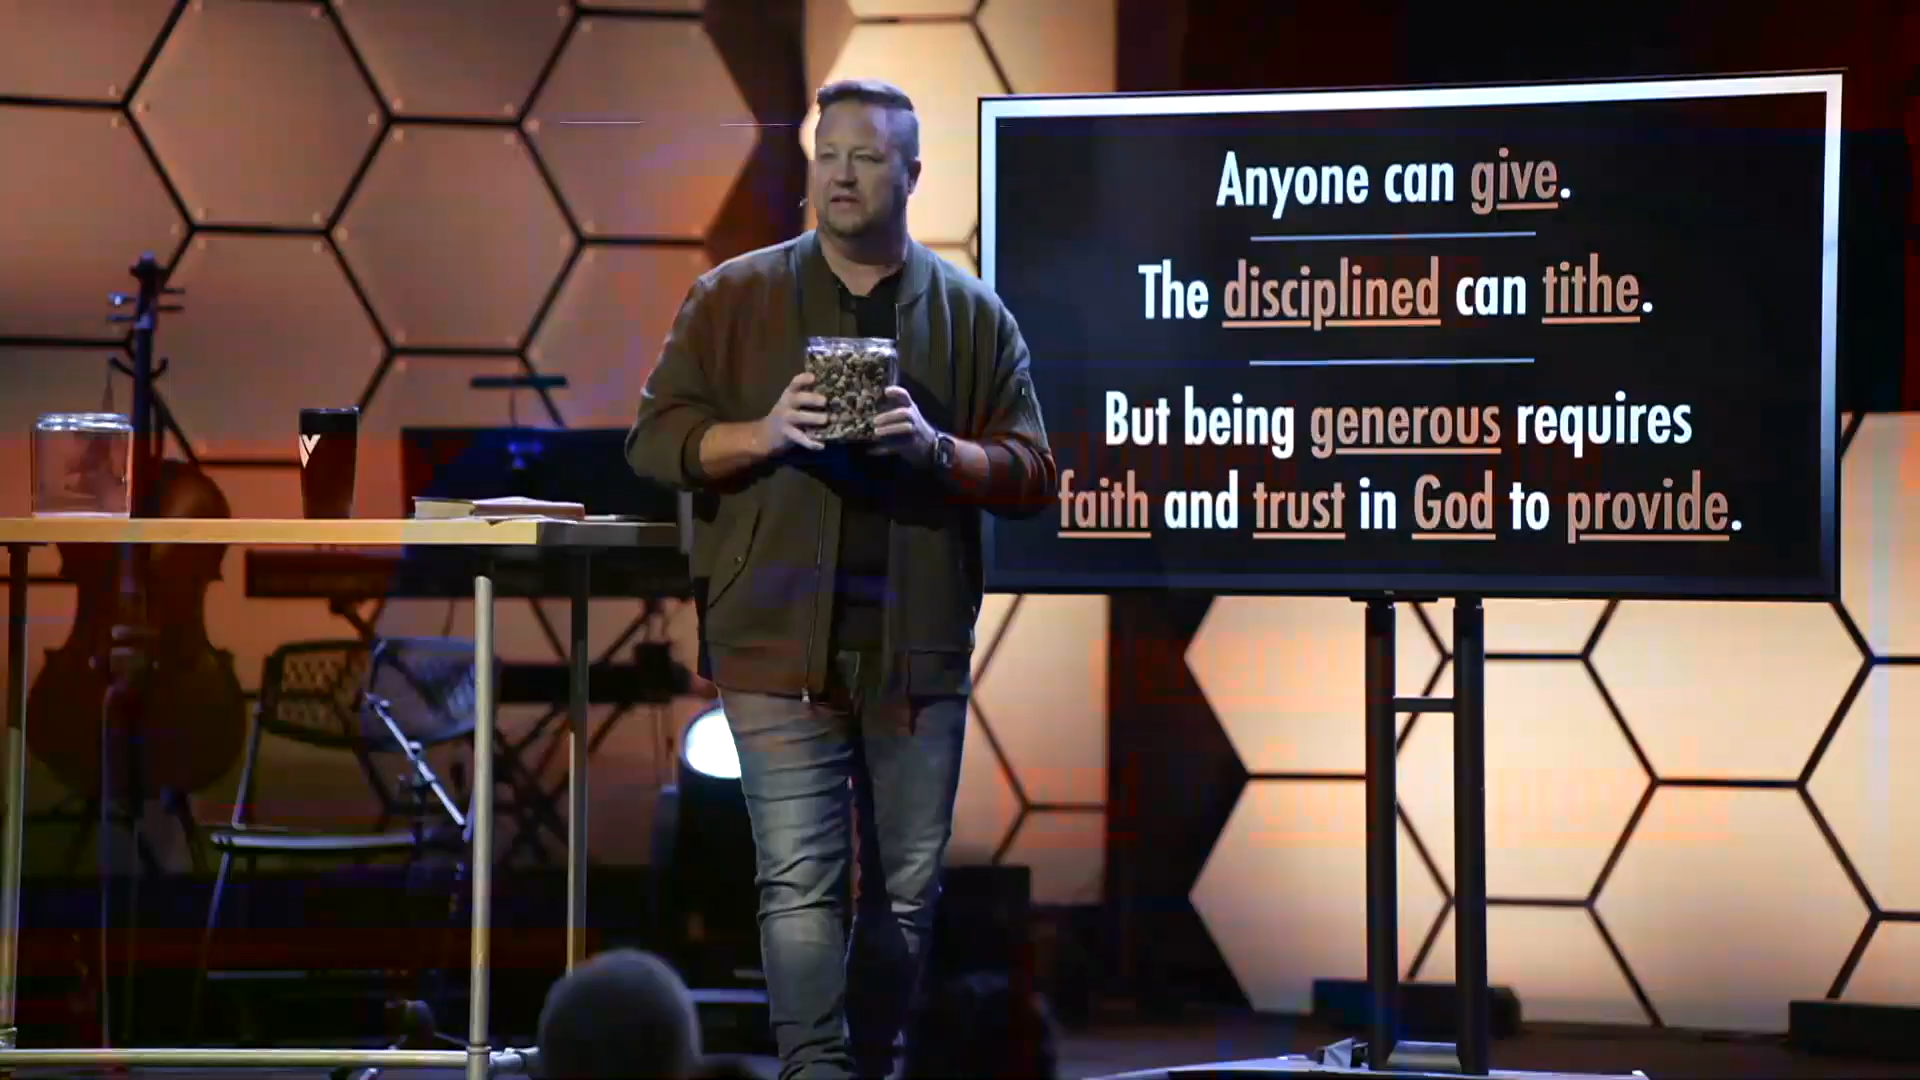 Anyone can give.
The disciplined can tithe.
But being generous requires
faith and trust in God to provide.